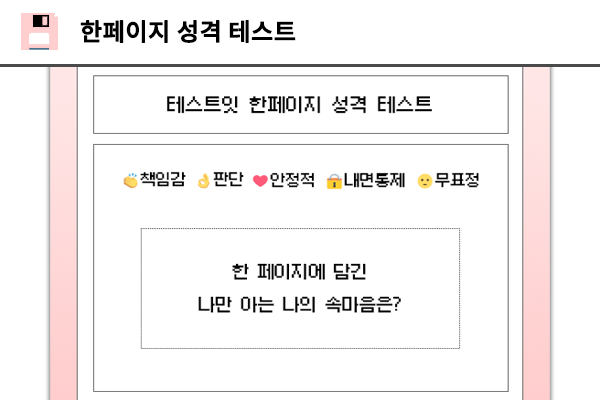 한페이지 성격 테스트
테스트잇 한페이지 성격 테스트
👏책임감 👌판단 ❤️안정적 🔒내면통제 😶무표정
한 페이지에 담긴
나만 아는 나의 속마음은?